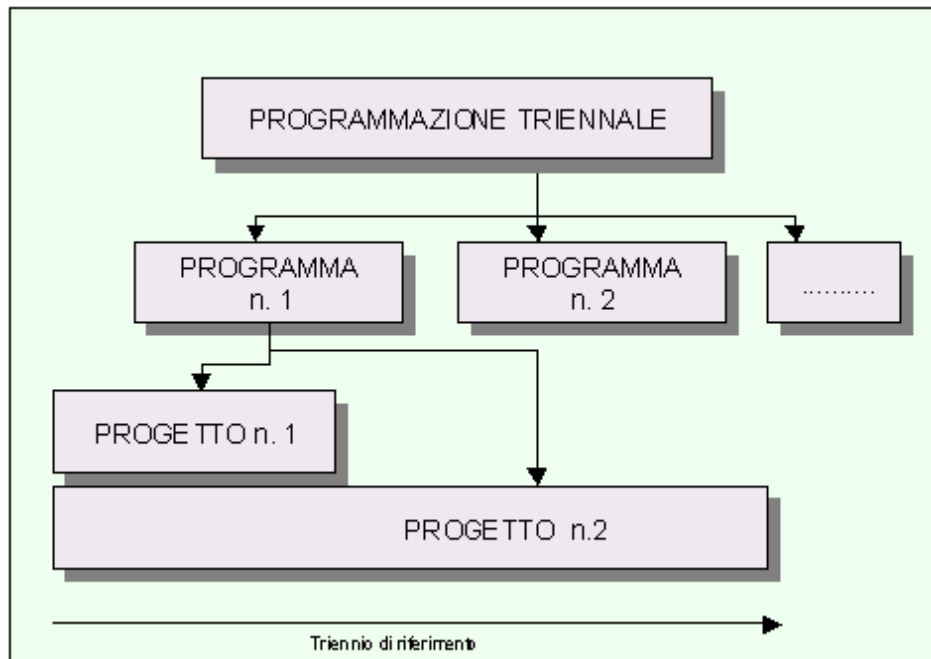 PROGRAMMAZIONE TRIENNALE
PROGRAMMA
n. 1
PROGRAMMA
n. 2
..........
PROGETTO n. 1
PROGETTO n.2
Triennio di riferimento